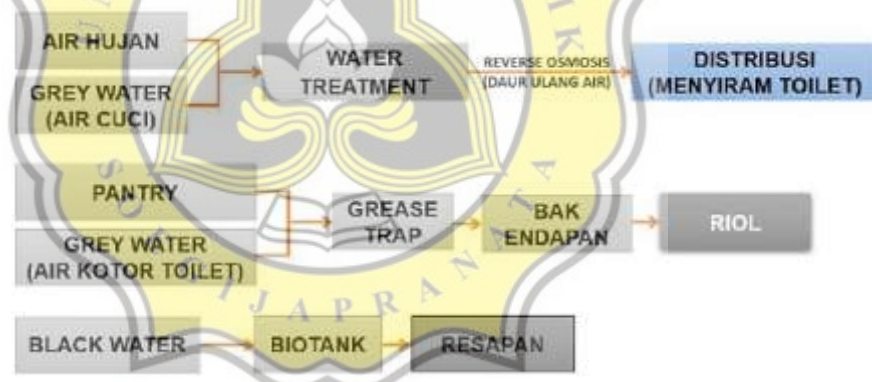 AIR HUJAN
GREY WATER
(AIR CUCI)
WATER
TREATMENT
REVERSE OSMOSIS
(DAUR ULANG AIR)
DISTRIBUSI
(MENYIRAM TOILET)
PANTRY
GREY WATER
(AIR KOTOR TOILET)
GREASE
TRAP
BAK
ENDAPAN
RIOL
BLACK WATER
BIOTANK
RESAPAN
IJAPRANATA